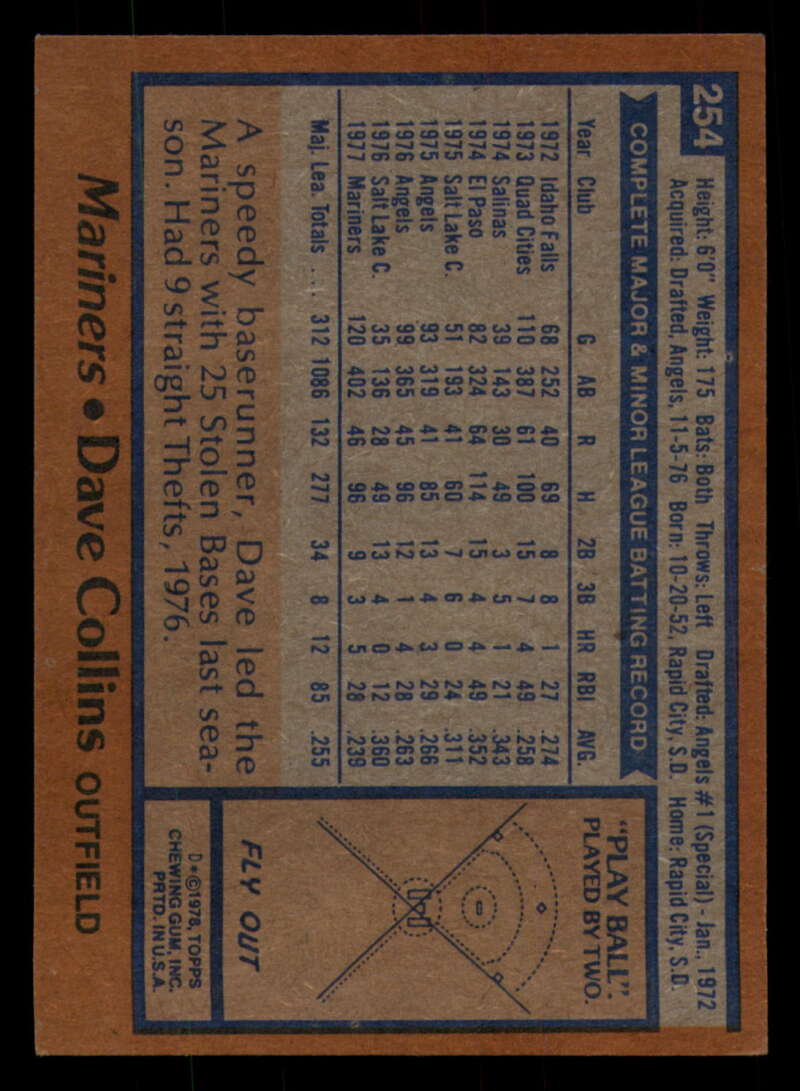 254
Height: 6'0" Weight: 175 Bats: Both Throws: Left Drafted: Angels #1 (Special) - Jan., 1972
Acquired: Drafted, Angels, 11-5-76 Born: 10-20-52, Rapid City, S.D. Home: Rapid City, S.D.
COMPLETE MAJOR & MINOR LEAGUE BATTING RECORD
Year Club G AB R H 2B 3B HR RBI AVG.
1972 Idaho Falls 68 252 40 69 8 8 1 27 .274
1973 Quad Cities 110 387 61 100 15 7 4 49 .258
1974 Salinas 39 143 30 49 3 5 1 21 .343
1974 El Paso 82 324 64 114 15 4 4 49 .352
1975 Salt Lake C. 51 193 41 60 7 6 0 24 .311
1975 Angels 93 319 41 85 13 4 3 29 .266
1976 Angels 99 365 45 96 12 1 4 28 .263
1976 Salt Lake C. 35 136 28 49 13 4 0 12 .360
1977 Mariners 120 402 46 96 9 3 5 28 .239
Maj. Lea. Totals .... 312 1086 132 277 34 8 12 85 .255
A speedy baserunner, Dave led the
Mariners with 25 Stolen Bases last sea-
son. Had 9 straight Thefts, 1976.
"PLAY BALL".
PLAYED BY TWO.
FLY OUT
D*©1978, TOPPS
CHEWING GUM, INC.
PRTD. IN U.S.A.
Mariners • Dave Collins OUTFIELD